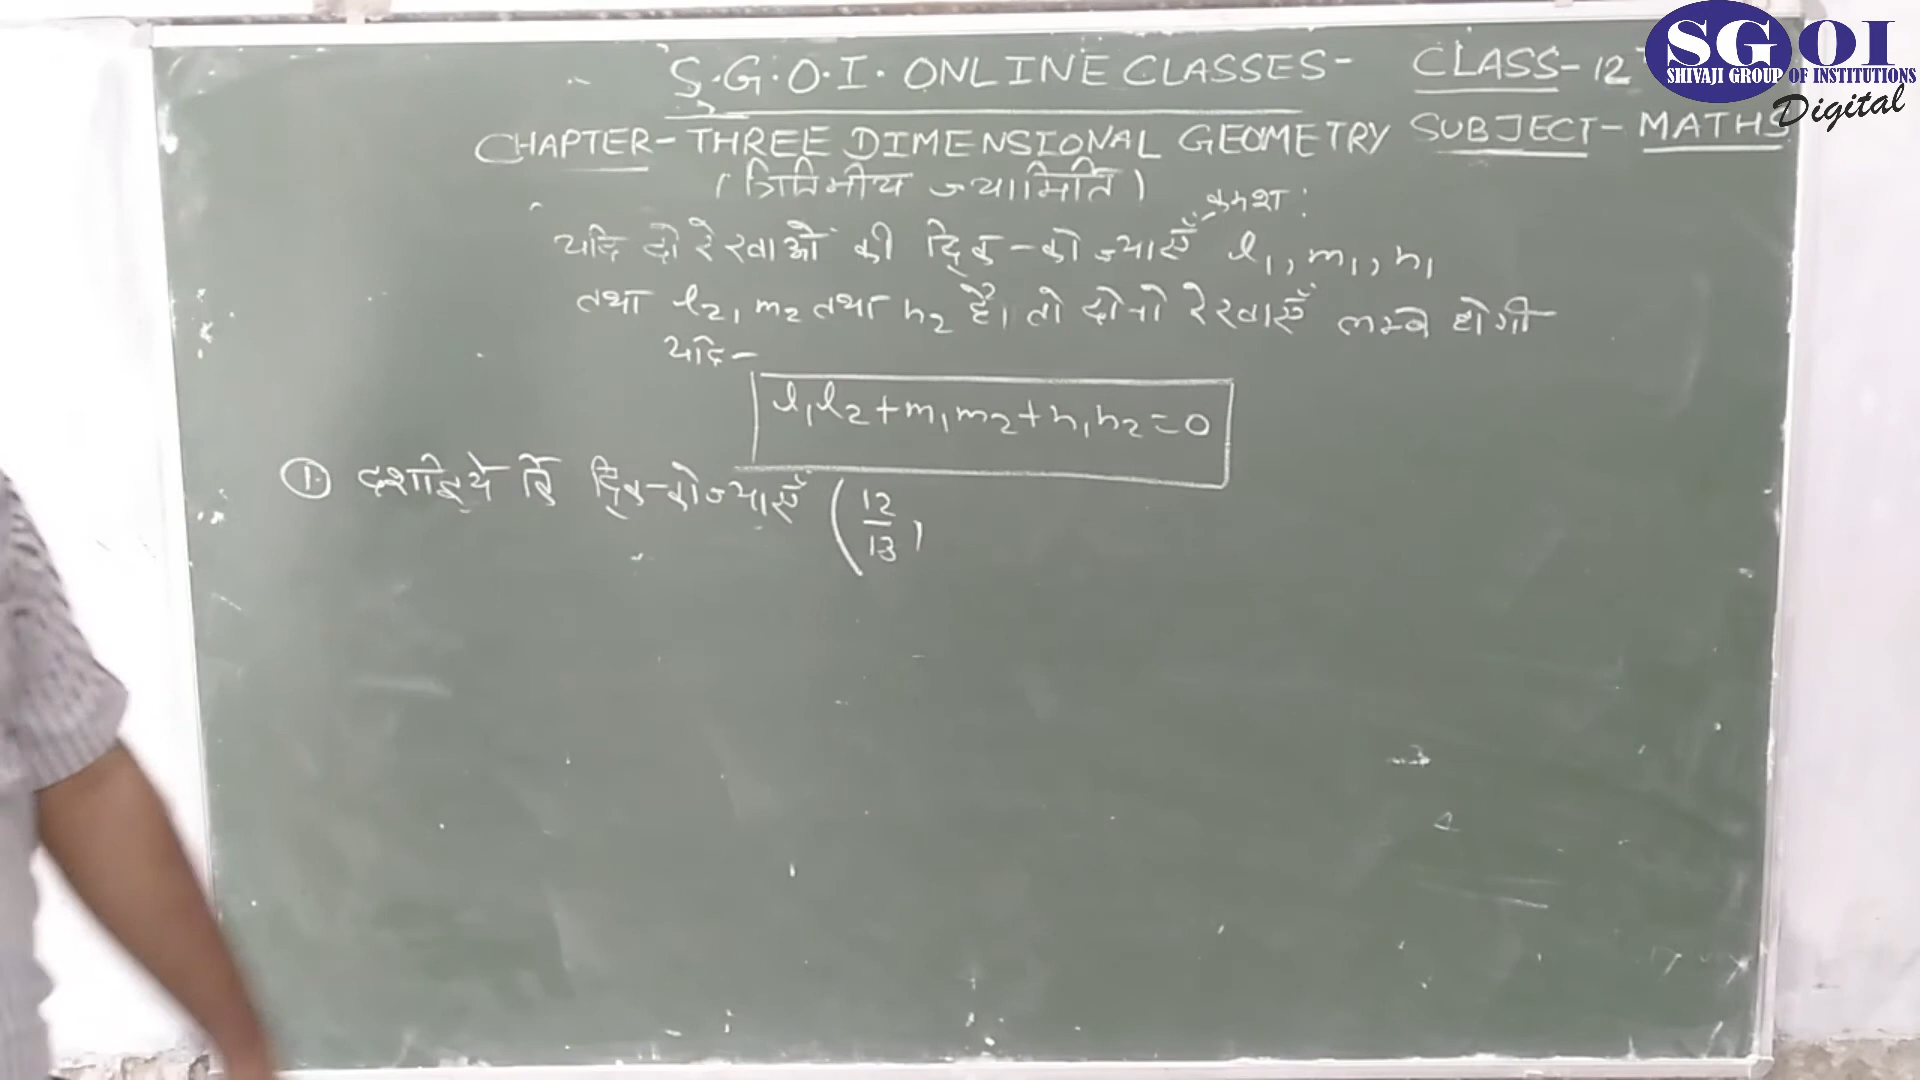 S.G.O.I. ONLINE CLASSES- CLASS-12
CHAPTER-THREE DIMENSIONAL GEOMETRY SUBJECT-MATHS
(त्रिविमीय ज्यामिति)
यदि दो रेखाओं की दिक्-कोज्याएँ क्रमश: l₁, m₁, n₁
तथा l₂, m₂ तथा n₂ हैं। तो दोनो रेखाएँ लम्ब होगी
यदि-
l₁l₂+m₁m₂+n₁n₂=0
① दर्शाइये कि दिक्-कोज्याएँ (12/13,
SGOI
SHIVAJI GROUP OF INSTITUTIONS
Digital